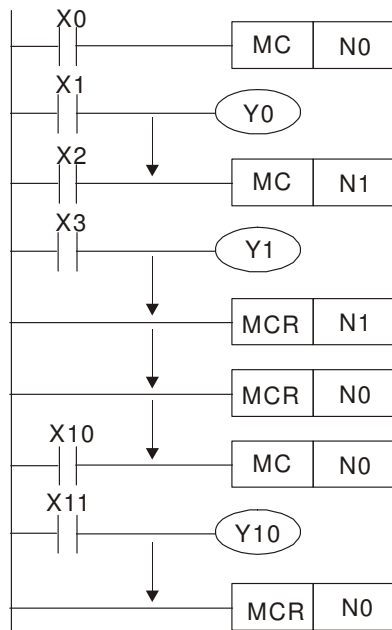 X0
MC N0
X1
Y0
X2
MC N1
X3
Y1
MCR N1
MCR N0
X10
MC N0
X11
Y10
MCR N0